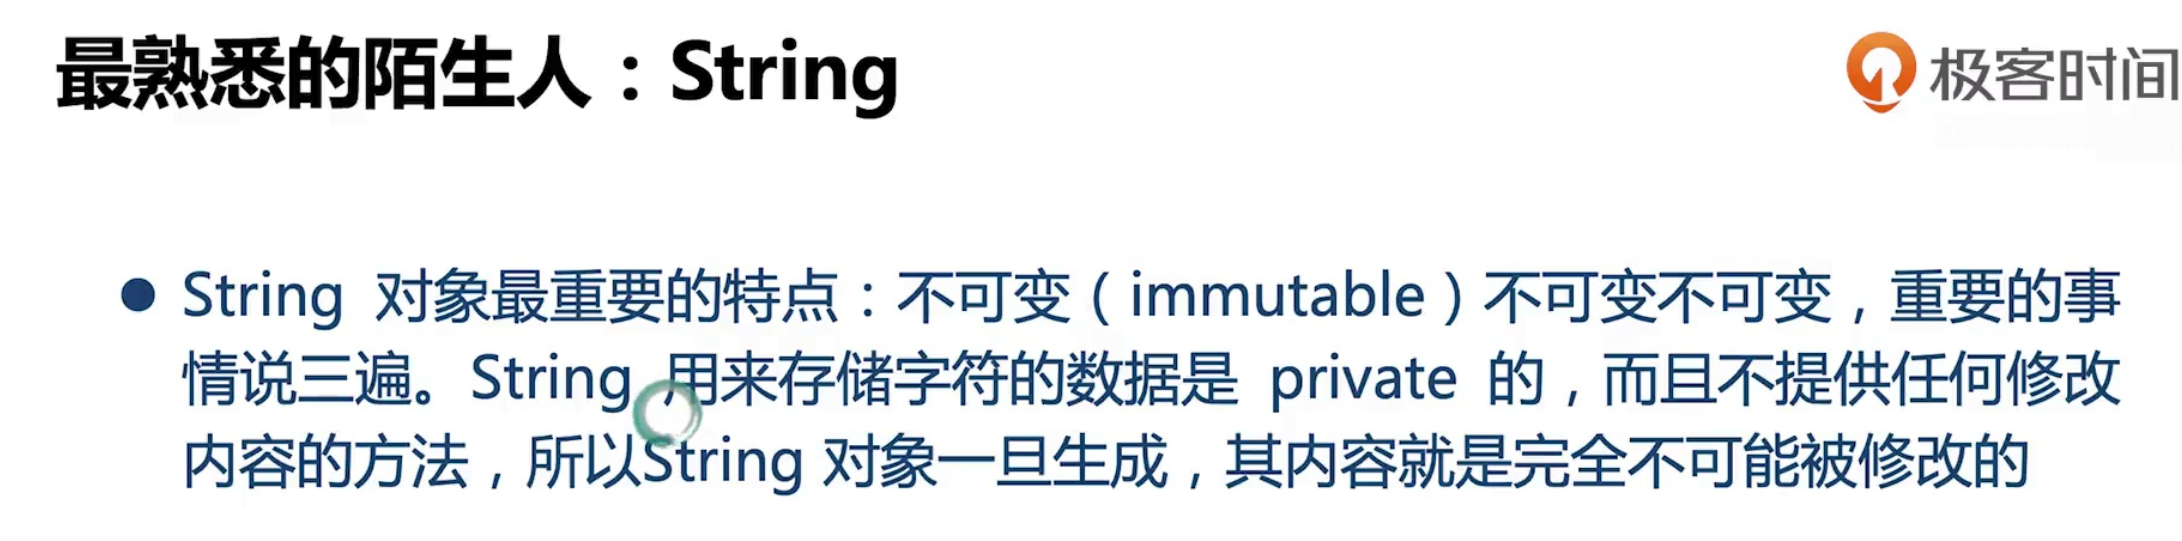 最熟悉的陌生人：String
极客时间
String 对象最重要的特点：不可变（immutable）不可变不可变，重要的事
情说三遍。String 用来存储字符的数据是 private 的，而且不提供任何修改
内容的方法，所以String 对象一旦生成，其内容就是完全不可能被修改的